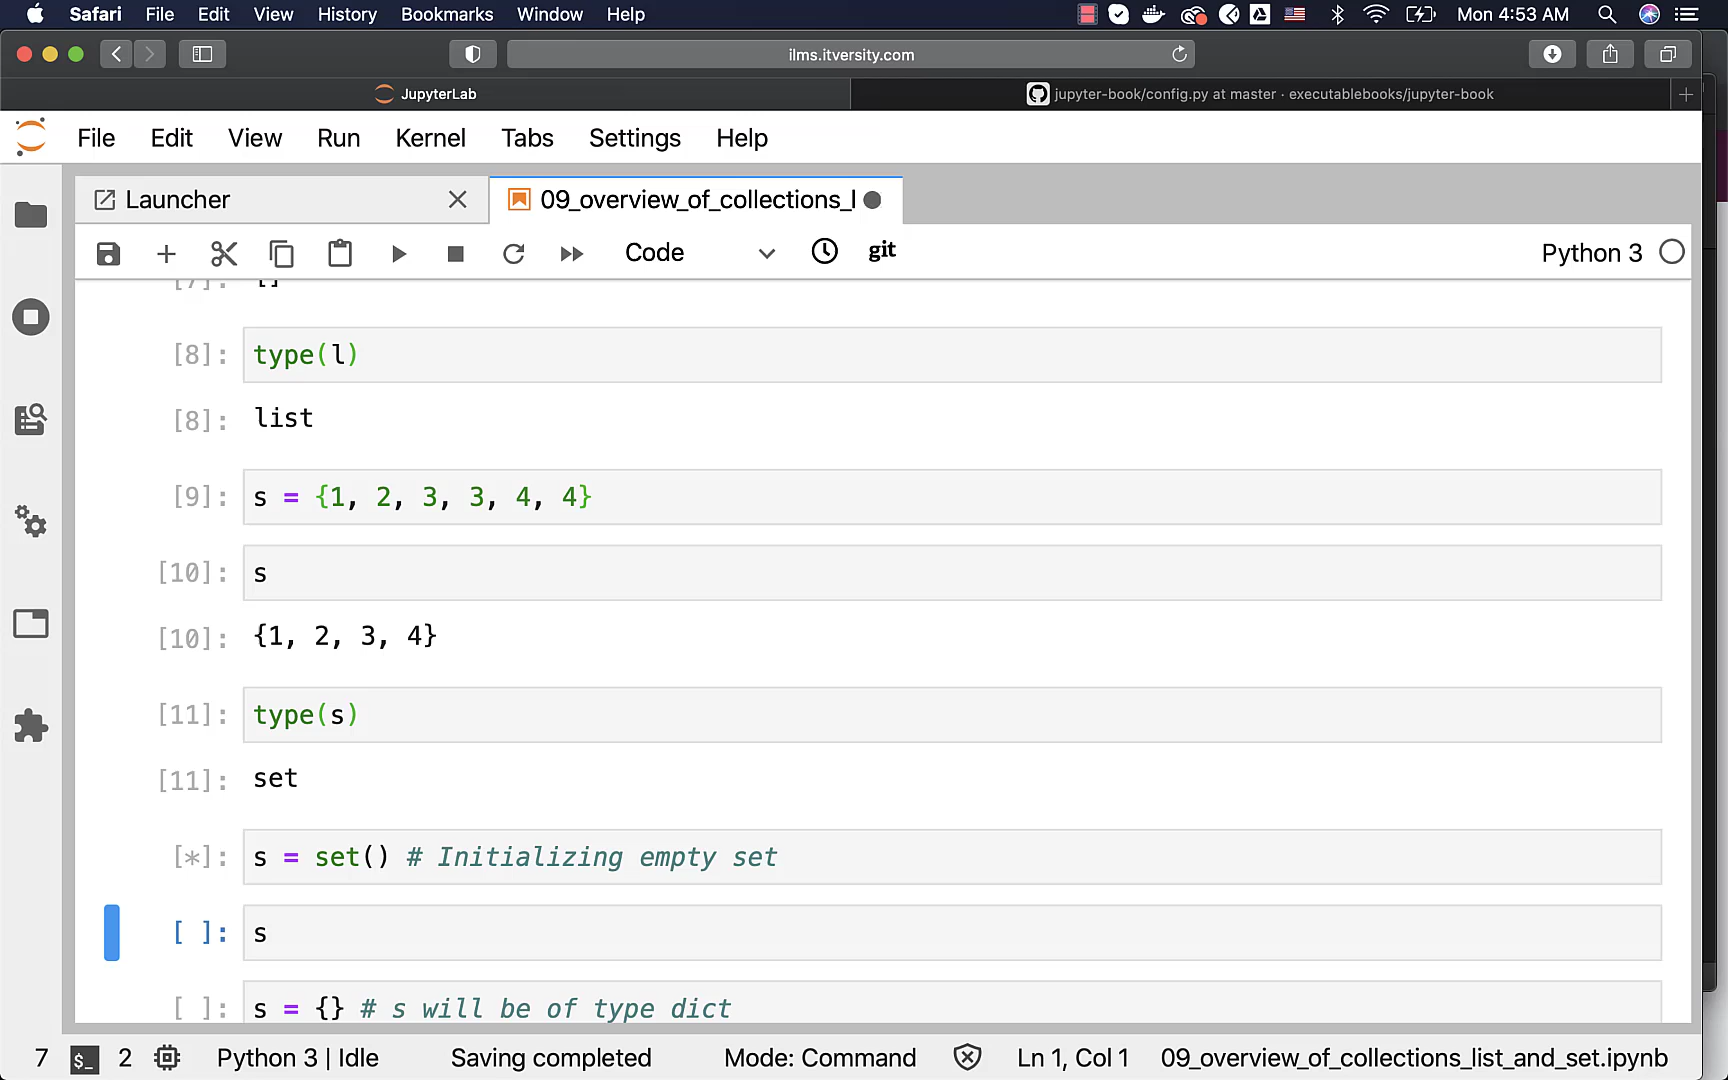 Safari File Edit View History Bookmarks Window Help Mon 4:53 AM
ilms.itversity.com
JupyterLab
jupyter-book/config.py at master · executablebooks/jupyter-book
File Edit View Run Kernel Tabs Settings Help
Launcher
09_overview_of_collections_l
Code
git
Python 3
[7]: []
[8]: type(l)
[8]: list
[9]: s = {1, 2, 3, 3, 4, 4}
[10]: s
[10]: {1, 2, 3, 4}
[11]: type(s)
[11]: set
[*]: s = set() # Initializing empty set
[ ]: s
[ ]: s = {} # s will be of type dict
7 $_ 2 Python 3 | Idle Saving completed Mode: Command Ln 1, Col 1 09_overview_of_collections_list_and_set.ipynb